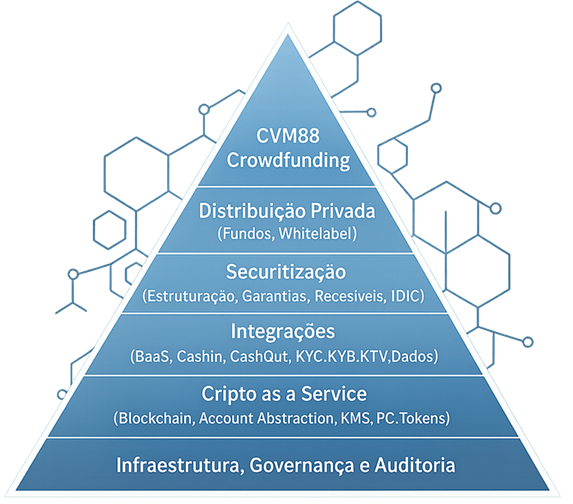 CVM88
Crowdfunding
Distribuição Privada
(Fundos, Whitelabel)
Securitização
(Estruturação, Garantias, Recesiveis, IDIC)
Integrações
(BaaS, Cashin, CashQut, KYC.KYB.KTV,Dados)
Cripto as a Service
(Blockchain, Account Abstraction, KMS, PC.Tokens)
Infraestrutura, Governança e Auditoria